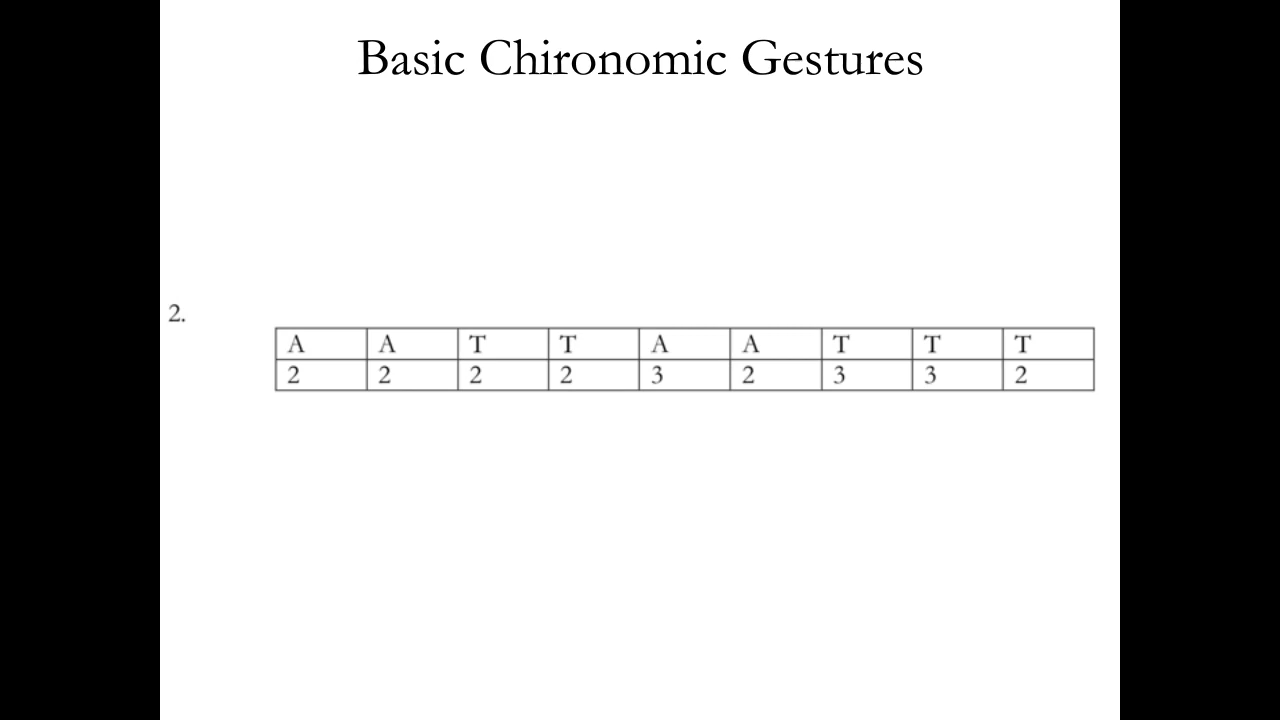 Basic Chironomic Gestures
2.
A A T T A A T T T
2 2 2 2 3 2 3 3 2